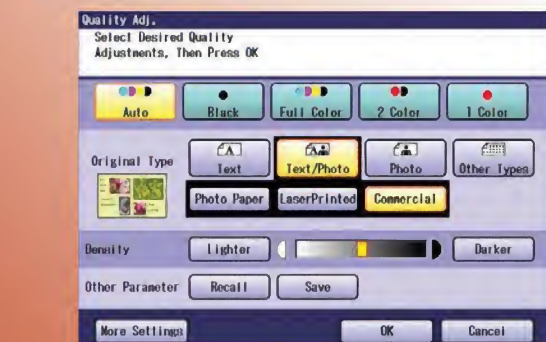 Quality Adj.
Select Desired Quality
Adjustments, Then Press OK
Auto Black Full Color 2 Color 1 Color
Original Type
Text Text/Photo Photo Other Types
Photo Paper LaserPrinted Commercial
Density Lighter Darker
Other Parameter Recall Save
More Settings OK Cancel